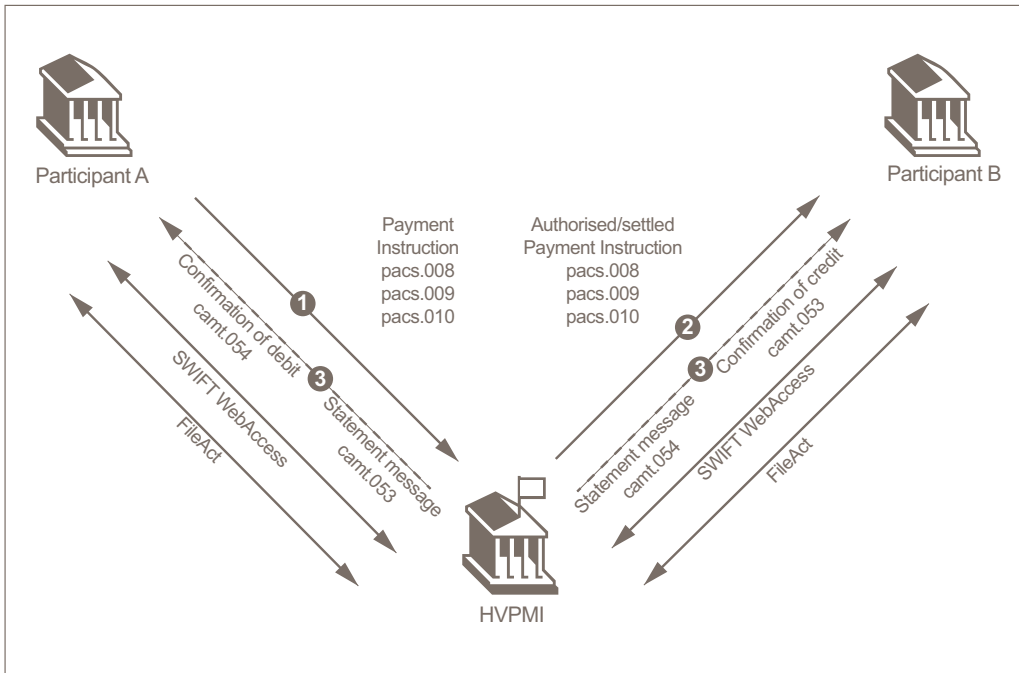 Participant A
Participant B
Payment
Instruction
pacs.008
pacs.009
pacs.010
Authorised/settled
Payment Instruction
pacs.008
pacs.009
pacs.010
1
2
Confirmation of debit
camt.054
3
Statement message
camt.053
SWIFT WebAccess
FileAct
Confirmation of credit
camt.053
3
Statement message
camt.054
SWIFT WebAccess
FileAct
HVPMI